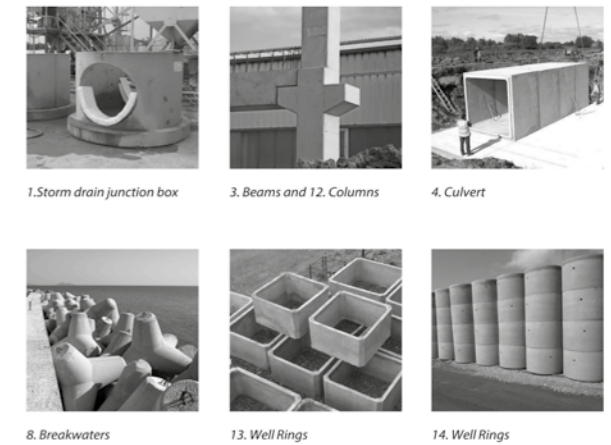 1.Storm drain junction box
3. Beams and 12. Columns
4. Culvert
8. Breakwaters
13. Well Rings
14. Well Rings